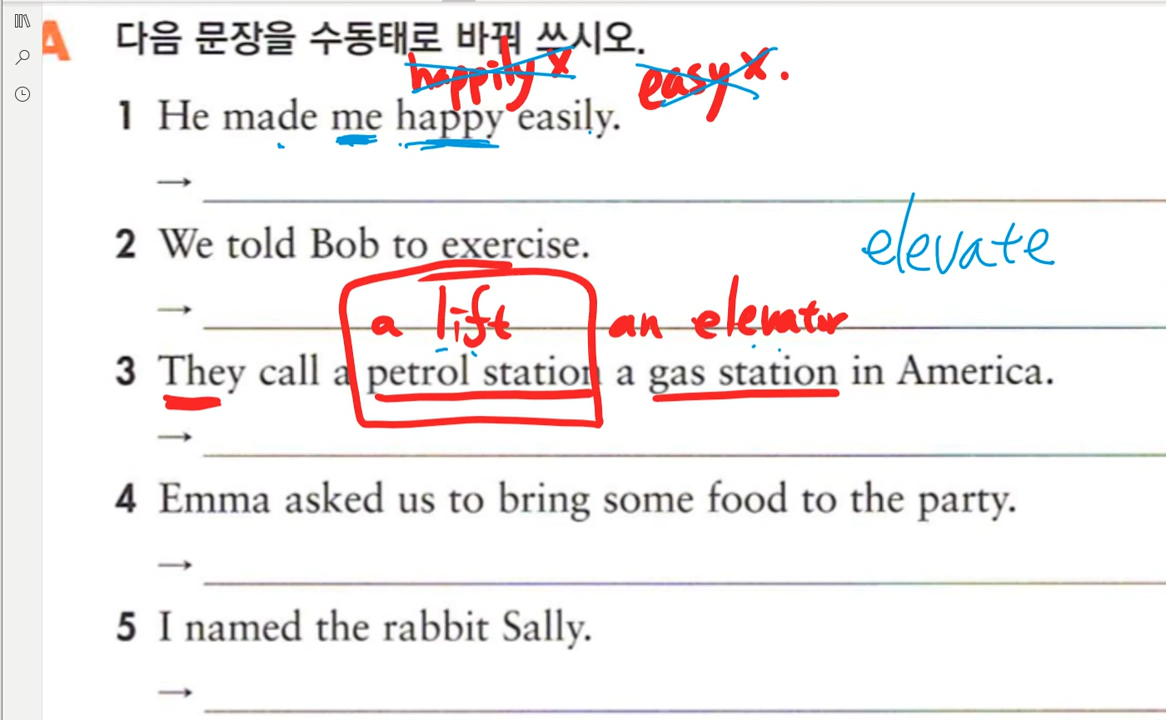 A 다음 문장을 수동태로 바꿔 쓰시오.
happily x easy x.
1 He made me happy easily.
→
elevate
2 We told Bob to exercise.
→ a lift an elevator
3 They call a petrol station a gas station in America.
→
4 Emma asked us to bring some food to the party.
→
5 I named the rabbit Sally.
→